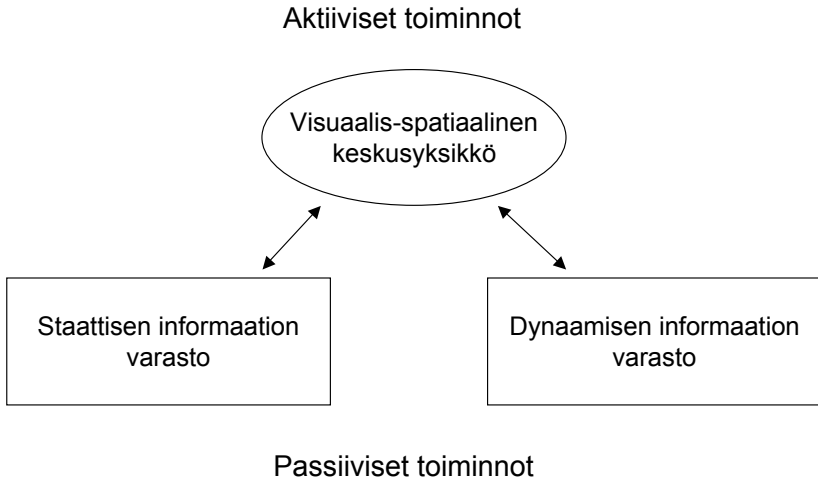 Aktiiviset toiminnot
Visuaalis-spatiaalinen
keskusyksikkö
Staattisen informaation
varasto
Dynaamisen informaation
varasto
Passiiviset toiminnot